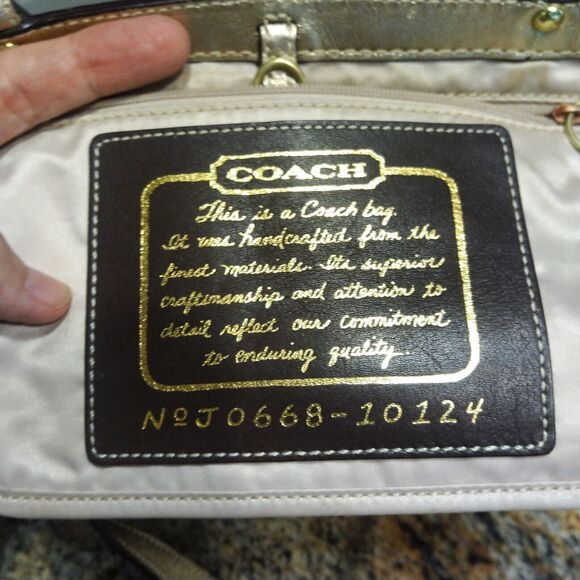 COACH
This is a Coach bag.
It was handcrafted from the
finest materials. Its superior
craftsmanship and attention to
detail reflect our commitment
to enduring quality.
NoJ0668-10124